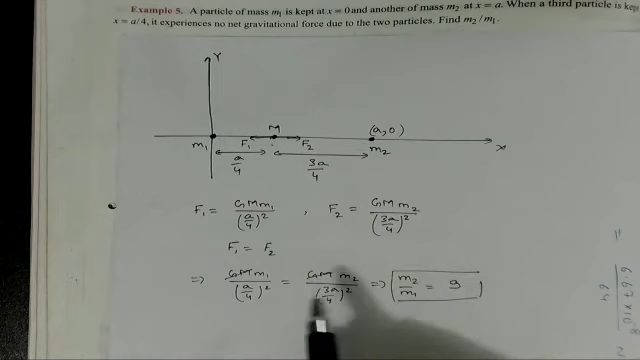 Example 5. A particle of mass m₁ is kept at x = 0 and another of mass m₂ at x = a. When a third particle is kept
x = a/4, it experiences no net gravitational force due to the two particles. Find m₂/m₁.
Y
M (a,0)
m₁ F₁ F₂ m₂ X
a/4 3a/4
F₁ = GMm₁/(a/4)² , F₂ = GMm₂/(3a/4)²
F₁ = F₂
⇒ GMm₁/(a/4)² = GMm₂/(3a/4)² ⇒ m₂/m₁ = 9